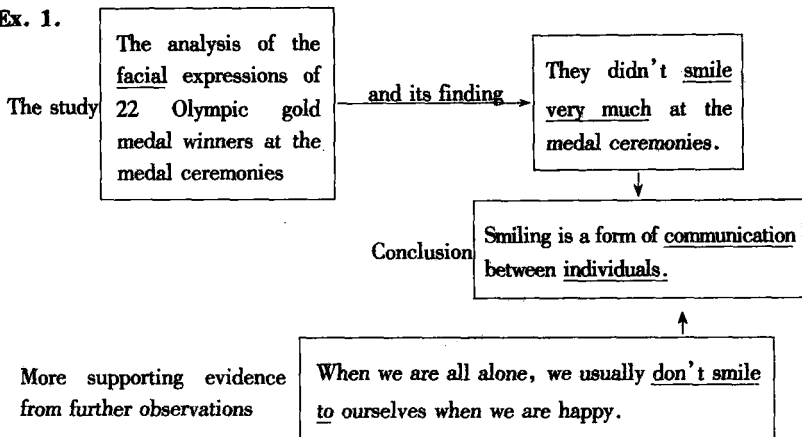 Ex. 1.
The analysis of the
facial expressions of
22 Olympic gold
medal winners at the
medal ceremonies
The study
and its finding
They didn't smile
very much at the
medal ceremonies.
Conclusion
Smiling is a form of communication
between individuals.
More supporting evidence
from further observations
When we are all alone, we usually don't smile
to ourselves when we are happy.